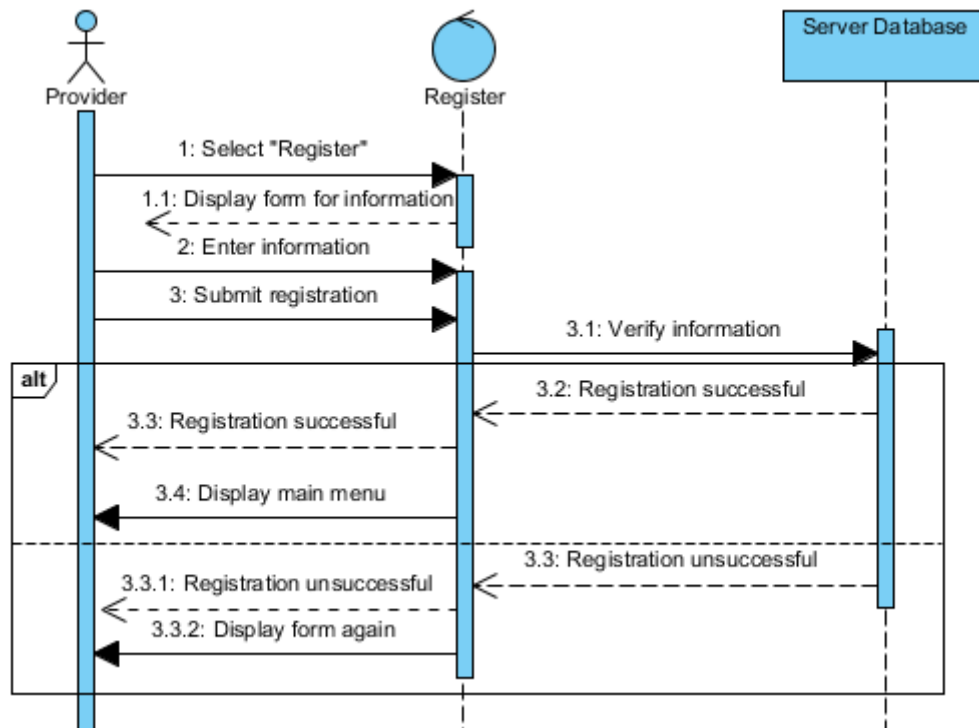 Provider
Register
Server Database
1: Select "Register"
1.1: Display form for information
2: Enter information
3: Submit registration
3.1: Verify information
alt
3.2: Registration successful
3.3: Registration successful
3.4: Display main menu
3.3: Registration unsuccessful
3.3.1: Registration unsuccessful
3.3.2: Display form again